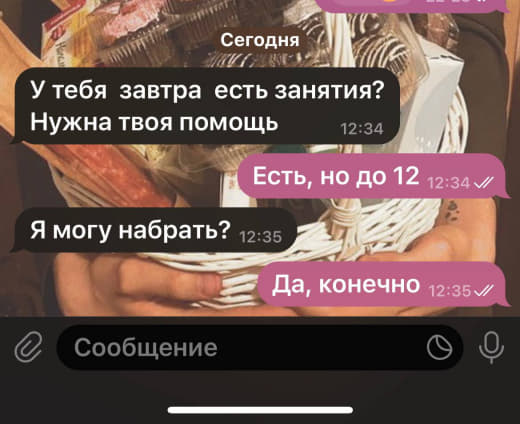 Сегодня
У тебя завтра есть занятия?
Нужна твоя помощь
12:34
Есть, но до 12 12:34
Я могу набрать? 12:35
Да, конечно 12:35
Сообщение